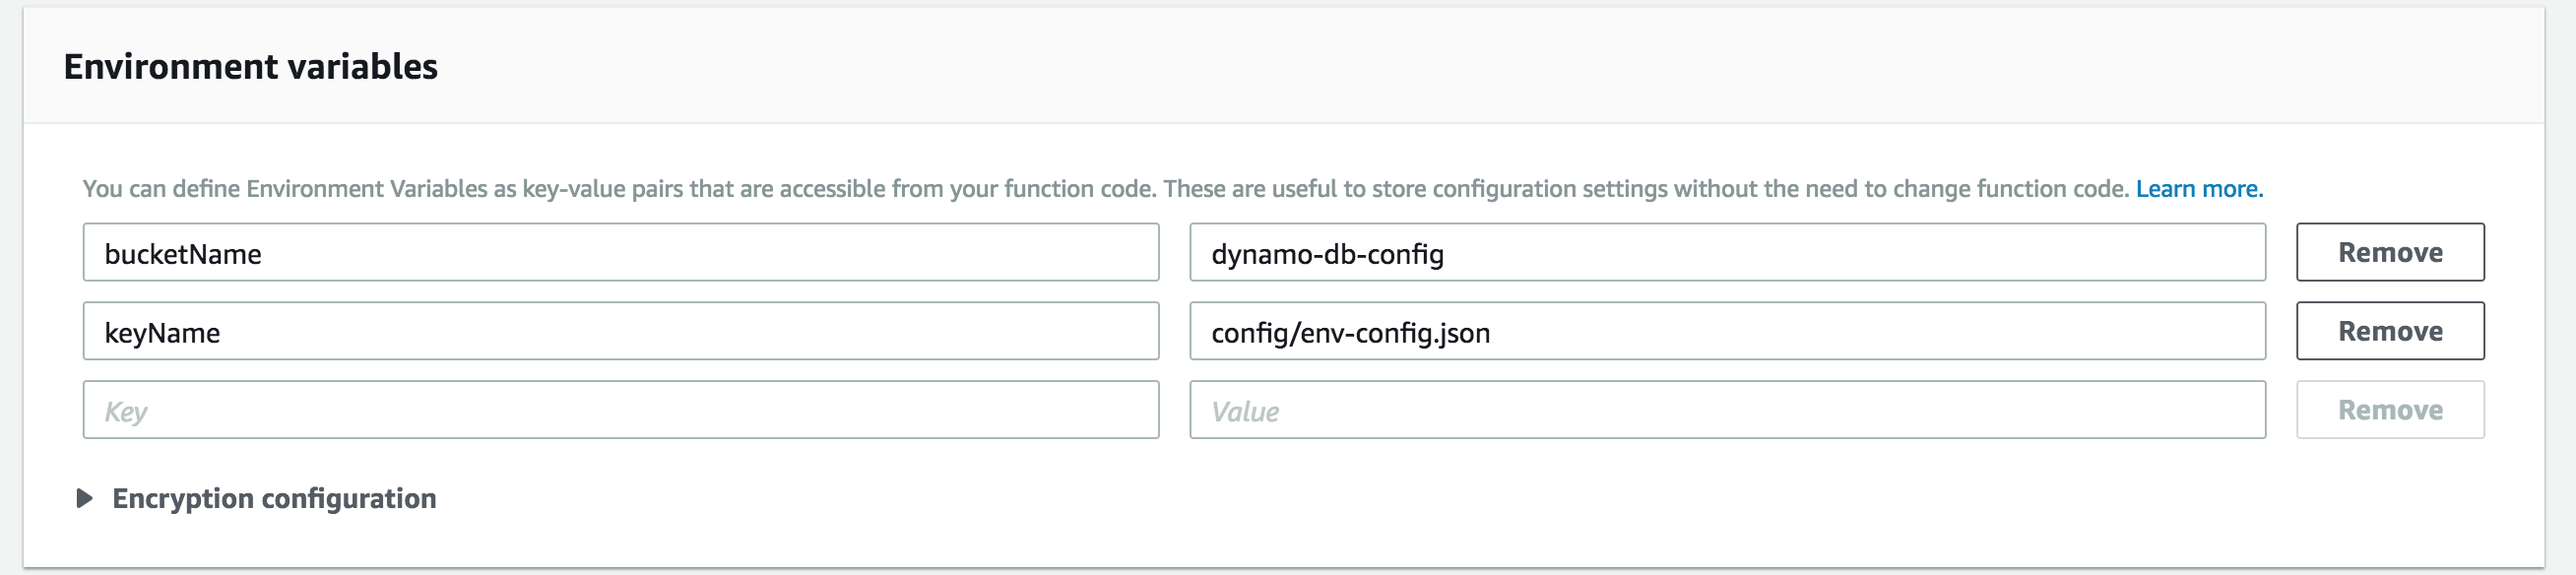 Environment variables
You can define Environment Variables as key-value pairs that are accessible from your function code. These are useful to store configuration settings without the need to change function code. Learn more.
bucketName dynamo-db-config Remove
keyName config/env-config.json Remove
Key Value Remove
Encryption configuration